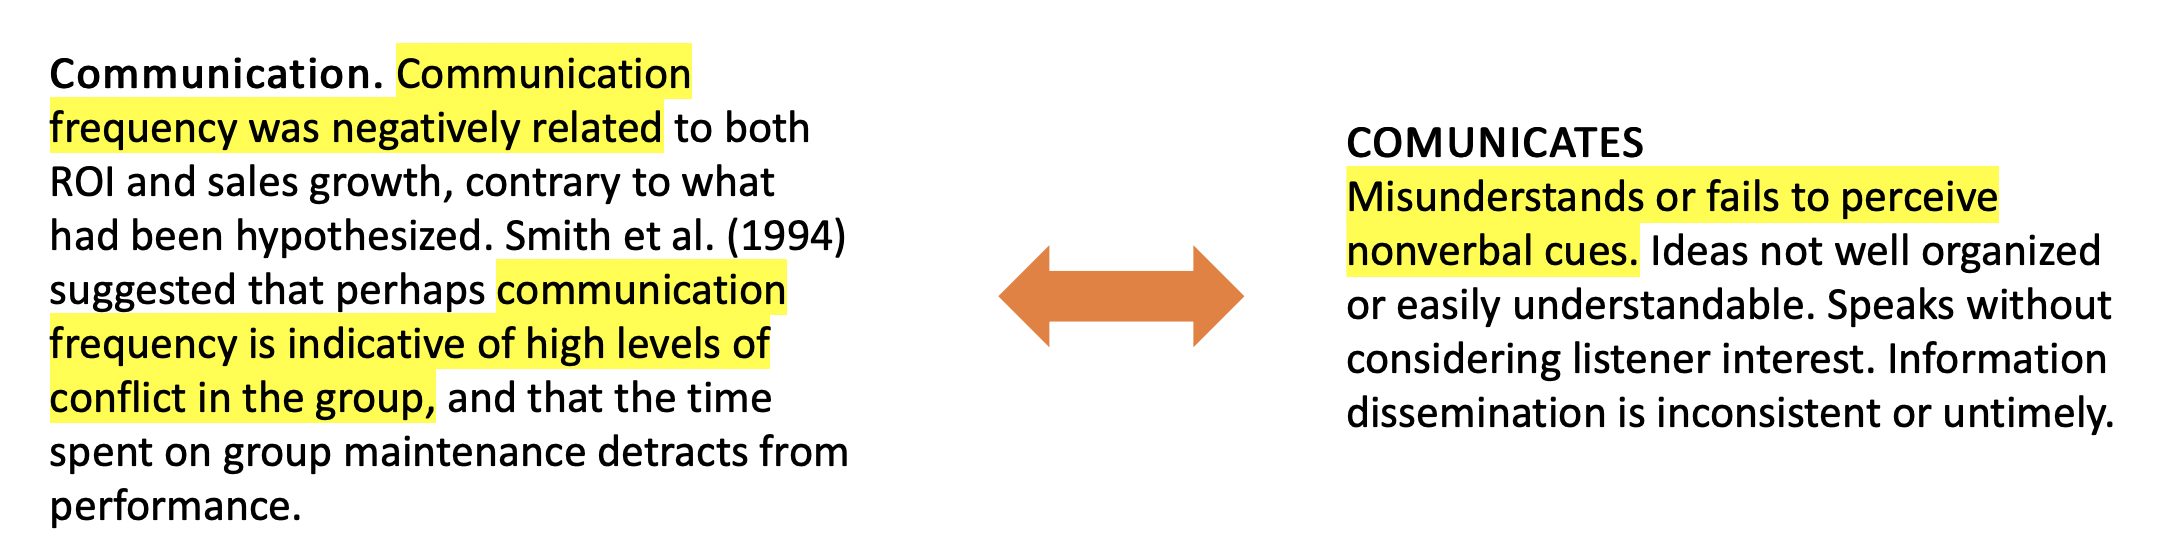 Communication. Communication
frequency was negatively related to both
ROI and sales growth, contrary to what
had been hypothesized. Smith et al. (1994)
suggested that perhaps communication
frequency is indicative of high levels of
conflict in the group, and that the time
spent on group maintenance detracts from
performance.
COMUNICATES
Misunderstands or fails to perceive
nonverbal cues. Ideas not well organized
or easily understandable. Speaks without
considering listener interest. Information
dissemination is inconsistent or untimely.